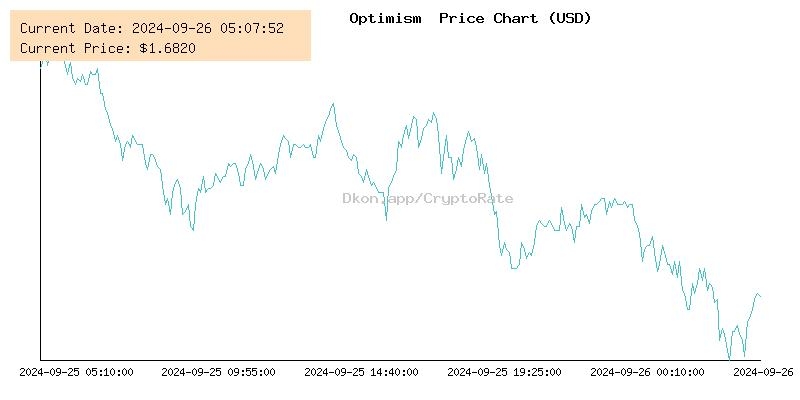 Optimism Price Chart (USD)
Current Date: 2024-09-26 05:07:52
Current Price: $1.6820
Dkon.app/CryptoRate
2024-09-25 05:10:00 2024-09-25 09:55:00 2024-09-25 14:40:00 2024-09-25 19:25:00 2024-09-26 00:10:00 2024-09-26